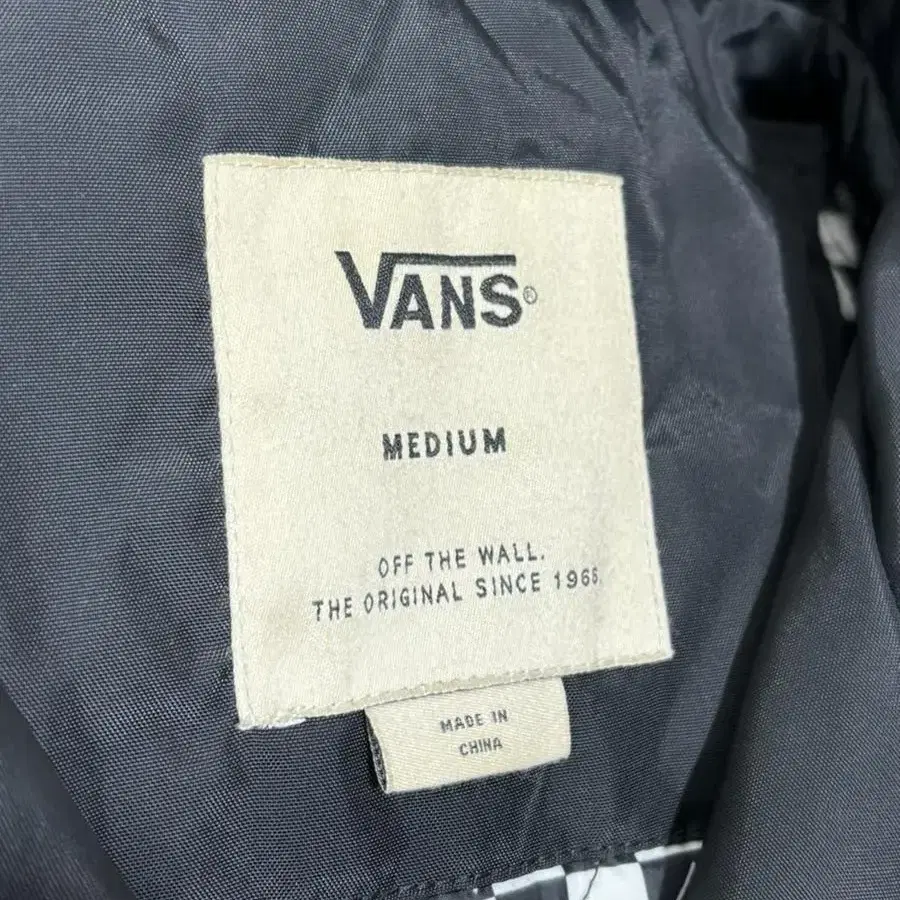 VANS®
MEDIUM
OFF THE WALL.
THE ORIGINAL SINCE 1966.
MADE IN
CHINA